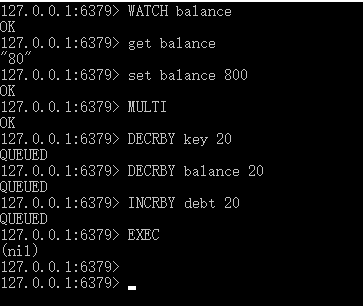 127.0.0.1:6379> WATCH balance
OK
127.0.0.1:6379> get balance
"80"
127.0.0.1:6379> set balance 800
OK
127.0.0.1:6379> MULTI
OK
127.0.0.1:6379> DECRBY key 20
QUEUED
127.0.0.1:6379> DECRBY balance 20
QUEUED
127.0.0.1:6379> INCRBY debt 20
QUEUED
127.0.0.1:6379> EXEC
(nil)
127.0.0.1:6379>
127.0.0.1:6379>